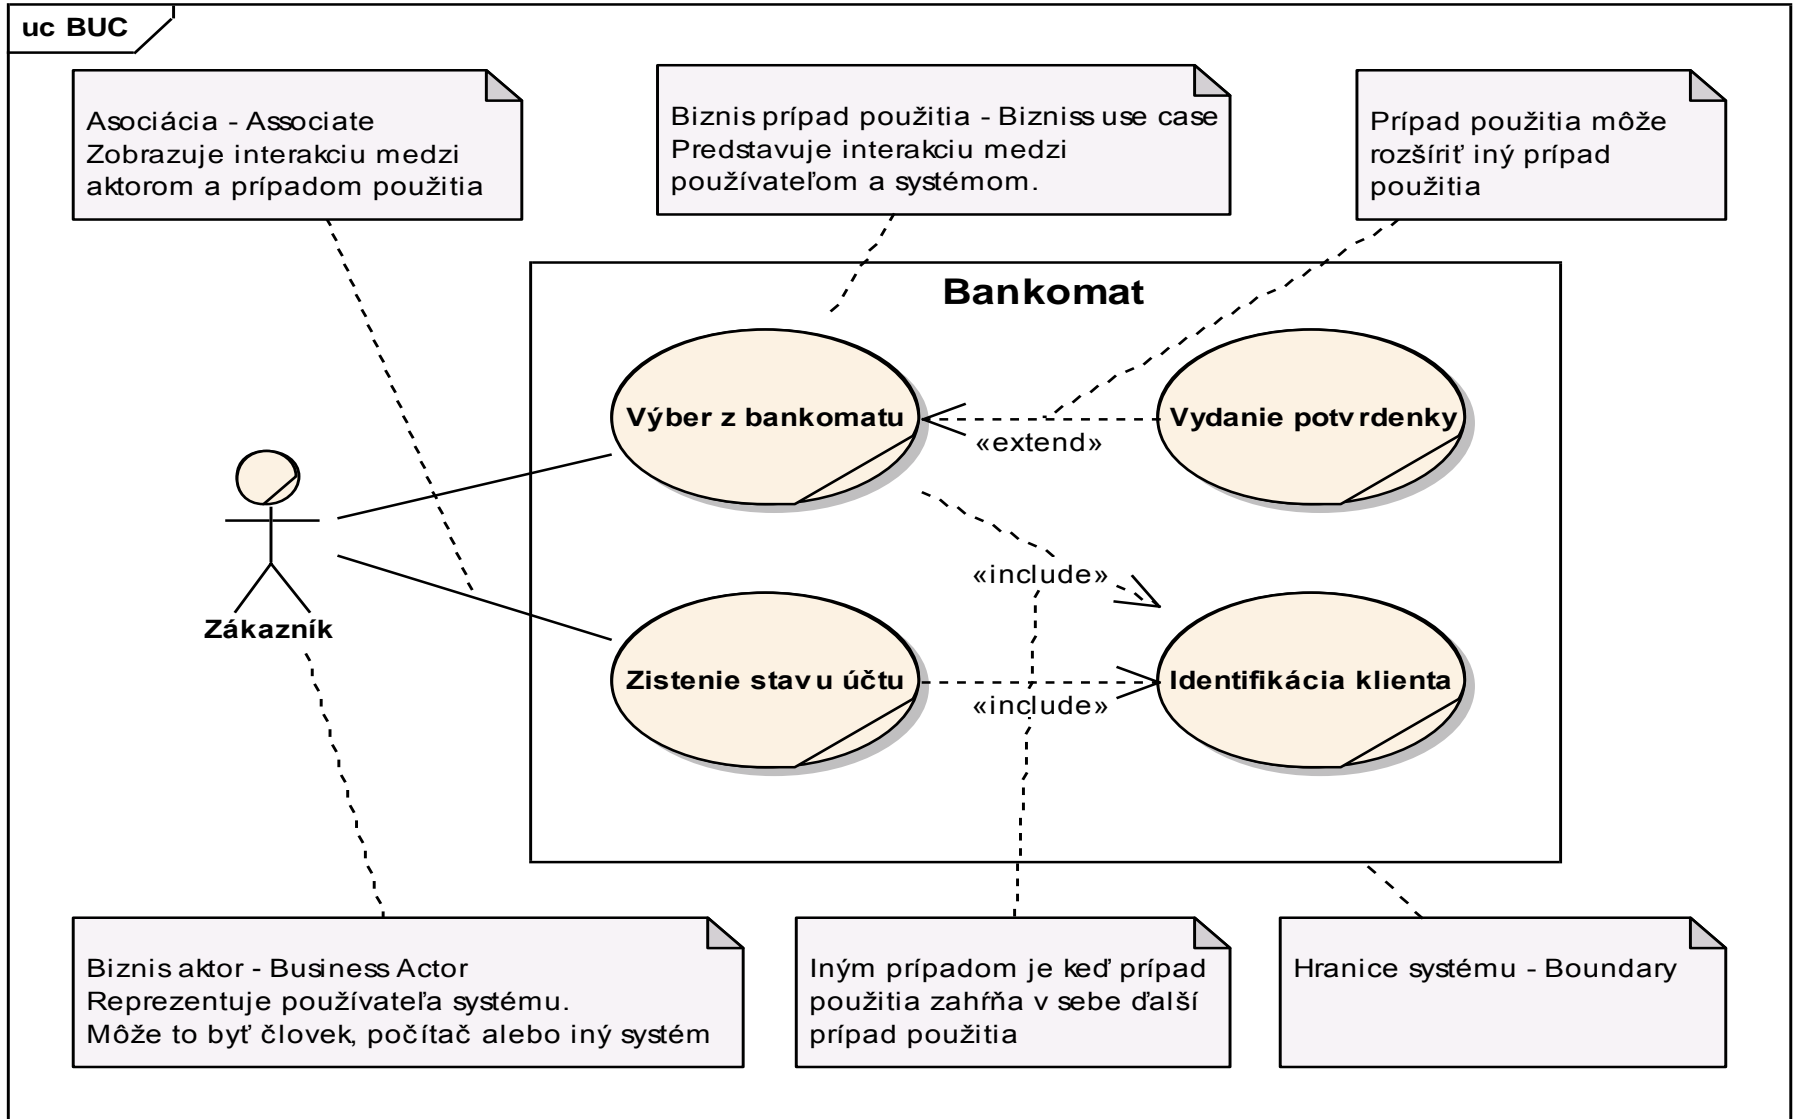 uc BUC
Asociácia - Associate
Zobrazuje interakciu medzi
aktorom a prípadom použitia
Biznis prípad použitia - Bizniss use case
Predstavuje interakciu medzi
používateľom a systémom.
Prípad použitia môže
rozšíriť iný prípad
použitia
Bankomat
Výber z bankomatu
Vydanie potvrdenky
«extend»
«include»
Zákazník
Zistenie stavu účtu
Identifikácia klienta
«include»
Biznis aktor - Business Actor
Reprezentuje používateľa systému.
Môže to byť človek, počítač alebo iný systém
Iným prípadom je keď prípad
použitia zahŕňa v sebe ďalší
prípad použitia
Hranice systému - Boundary